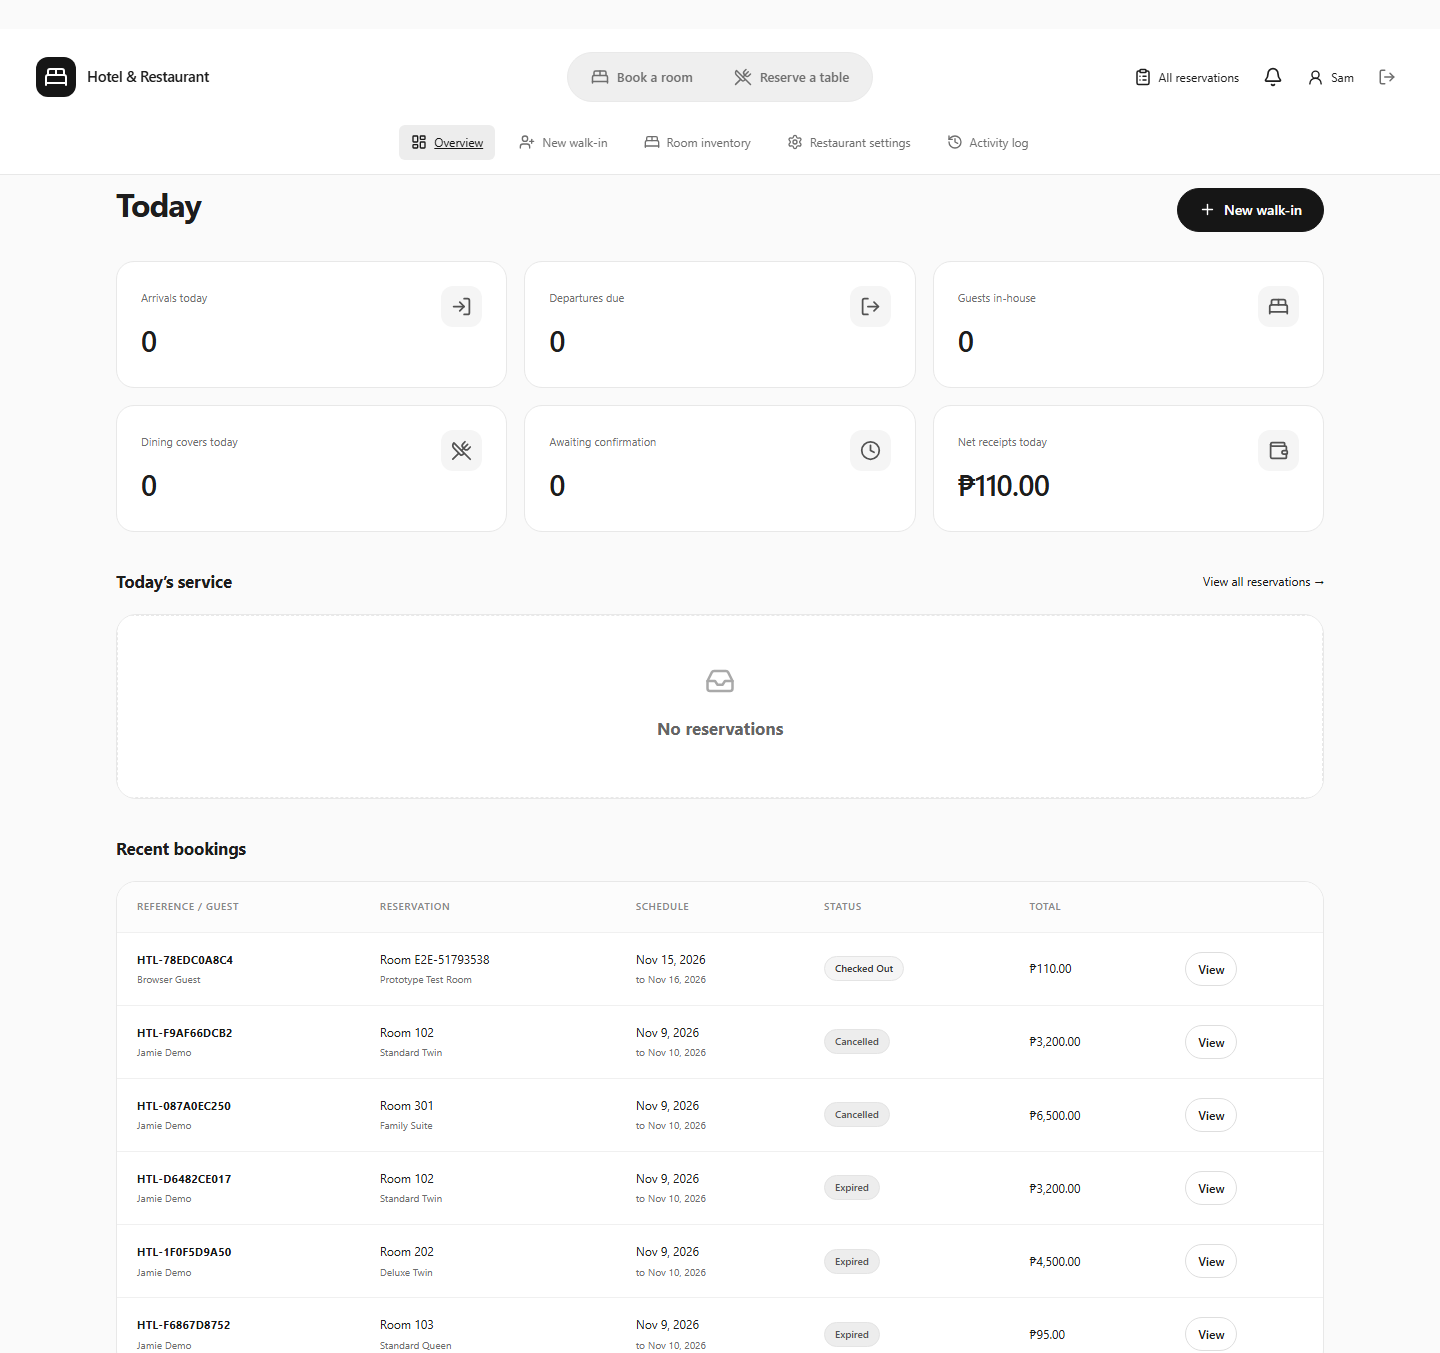 Hotel & Restaurant
Book a room
Reserve a table
All reservations
Sam
Overview
New walk-in
Room inventory
Restaurant settings
Activity log
Today
New walk-in
Arrivals today
0
Departures due
0
Guests in-house
0
Dining covers today
0
Awaiting confirmation
0
Net receipts today
₱110.00
Today's service
View all reservations →
No reservations
Recent bookings
REFERENCE / GUEST RESERVATION SCHEDULE STATUS TOTAL
HTL-78EDC0A8C4 Room E2E-51793538 Nov 15, 2026 Checked Out ₱110.00 View
Browser Guest Prototype Test Room to Nov 16, 2026
HTL-F9AF66DCB2 Room 102 Nov 9, 2026 Cancelled ₱3,200.00 View
Jamie Demo Standard Twin to Nov 10, 2026
HTL-087A0EC250 Room 301 Nov 9, 2026 Cancelled ₱6,500.00 View
Jamie Demo Family Suite to Nov 10, 2026
HTL-D6482CE017 Room 102 Nov 9, 2026 Expired ₱3,200.00 View
Jamie Demo Standard Twin to Nov 10, 2026
HTL-1F0F5D9A50 Room 202 Nov 9, 2026 Expired ₱4,500.00 View
Jamie Demo Deluxe Twin to Nov 10, 2026
HTL-F6867D8752 Room 103 Nov 9, 2026 Expired ₱95.00 View
Jamie Demo Standard Queen to Nov 10, 2026